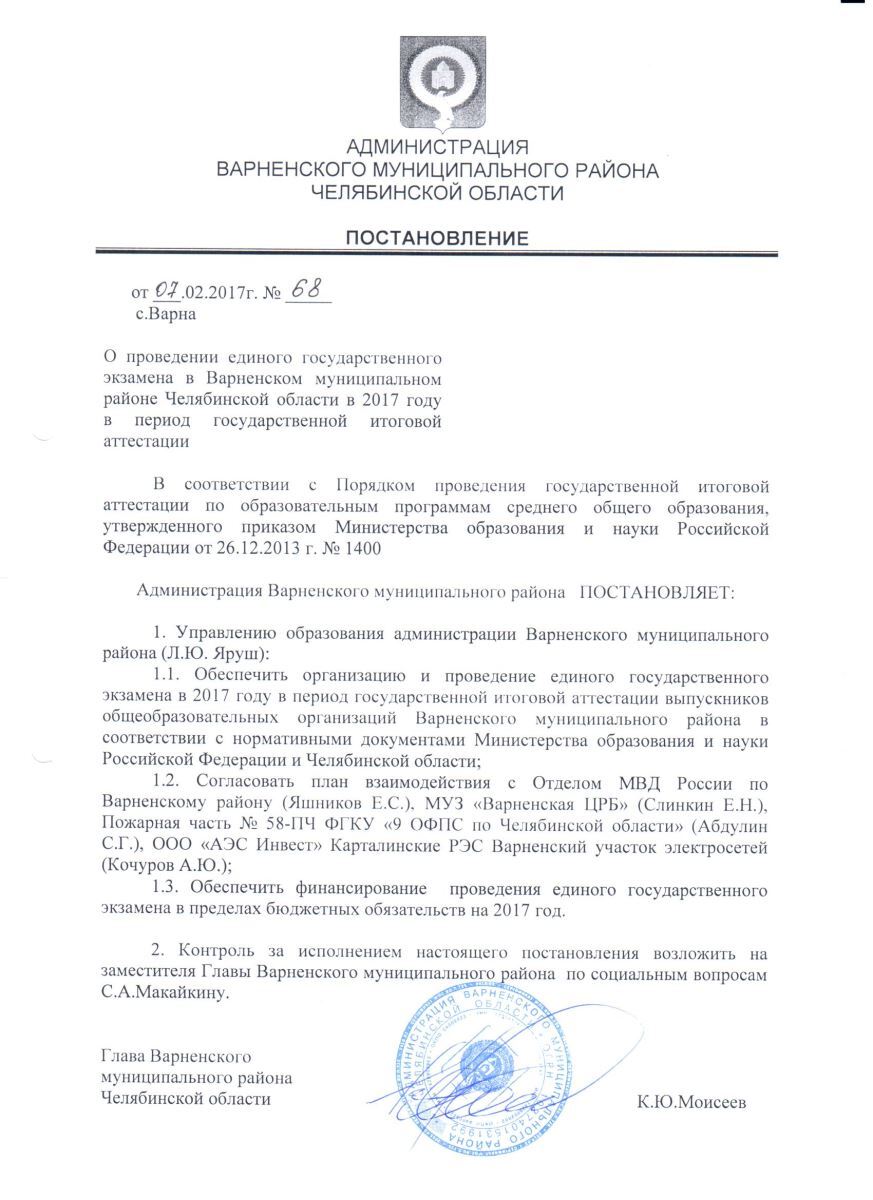 АДМИНИСТРАЦИЯ
ВАРНЕНСКОГО МУНИЦИПАЛЬНОГО РАЙОНА
ЧЕЛЯБИНСКОЙ ОБЛАСТИ
ПОСТАНОВЛЕНИЕ
от 07.02.2017г. № 68
с.Варна
О проведении единого государственного
экзамена в Варненском муниципальном
районе Челябинской области в 2017 году
в период государственной итоговой
аттестации
В соответствии с Порядком проведения государственной итоговой
аттестации по образовательным программам среднего общего образования,
утвержденного приказом Министерства образования и науки Российской
Федерации от 26.12.2013 г. № 1400
Администрация Варненского муниципального района ПОСТАНОВЛЯЕТ:
1. Управлению образования администрации Варненского муниципального
района (Л.Ю. Яруш):
1.1. Обеспечить организацию и проведение единого государственного
экзамена в 2017 году в период государственной итоговой аттестации выпускников
общеобразовательных организаций Варненского муниципального района в
соответствии с нормативными документами Министерства образования и науки
Российской Федерации и Челябинской области;
1.2. Согласовать план взаимодействия с Отделом МВД России по
Варненскому району (Яшников Е.С.), МУЗ «Варненская ЦРБ» (Слинкин Е.Н.),
Пожарная часть № 58-ПЧ ФГКУ «9 ОФПС по Челябинской области» (Абдулин
С.Г.), ООО «АЭС Инвест» Карталинские РЭС Варненский участок электросетей
(Кочуров А.Ю.);
1.3. Обеспечить финансирование проведения единого государственного
экзамена в пределах бюджетных обязательств на 2017 год.
2. Контроль за исполнением настоящего постановления возложить на
заместителя Главы Варненского муниципального района по социальным вопросам
С.А.Макайкину.
АДМИНИСТРАЦИЯ ВАРНЕНСКОГО МУНИЦИПАЛЬНОГО РАЙОНА
ЧЕЛЯБИНСКОЙ ОБЛАСТИ ОГРН
Глава Варненского
муниципального района
Челябинской области К.Ю.Моисеев